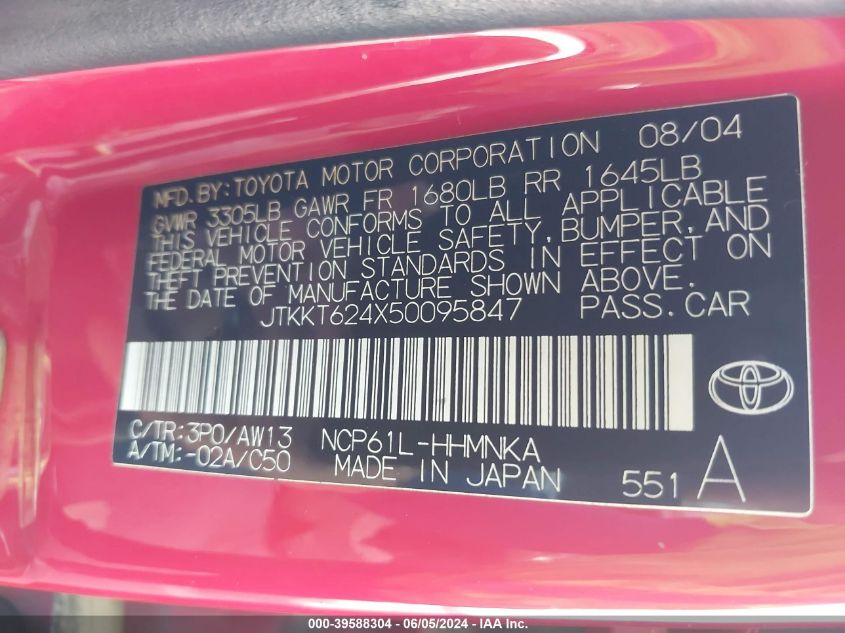 MFD.BY:TOYOTA MOTOR CORPORATION 08/04
GVWR 3305LB GAWR FR 1680LB RR 1645LB
THIS VEHICLE CONFORMS TO ALL APPLICABLE
FEDERAL MOTOR VEHICLE SAFETY,BUMPER,AND
THEFT PREVENTION STANDARDS IN EFFECT ON
THE DATE OF MANUFACTURE SHOWN ABOVE.
JTKKT624X50095847 PASS.CAR
C/TR:3P0/AW13 NCP61L-HHMNKA
A/TM:-02A/C50 MADE IN JAPAN 551 A
000-39588304 - 06/05/2024 - IAA Inc.